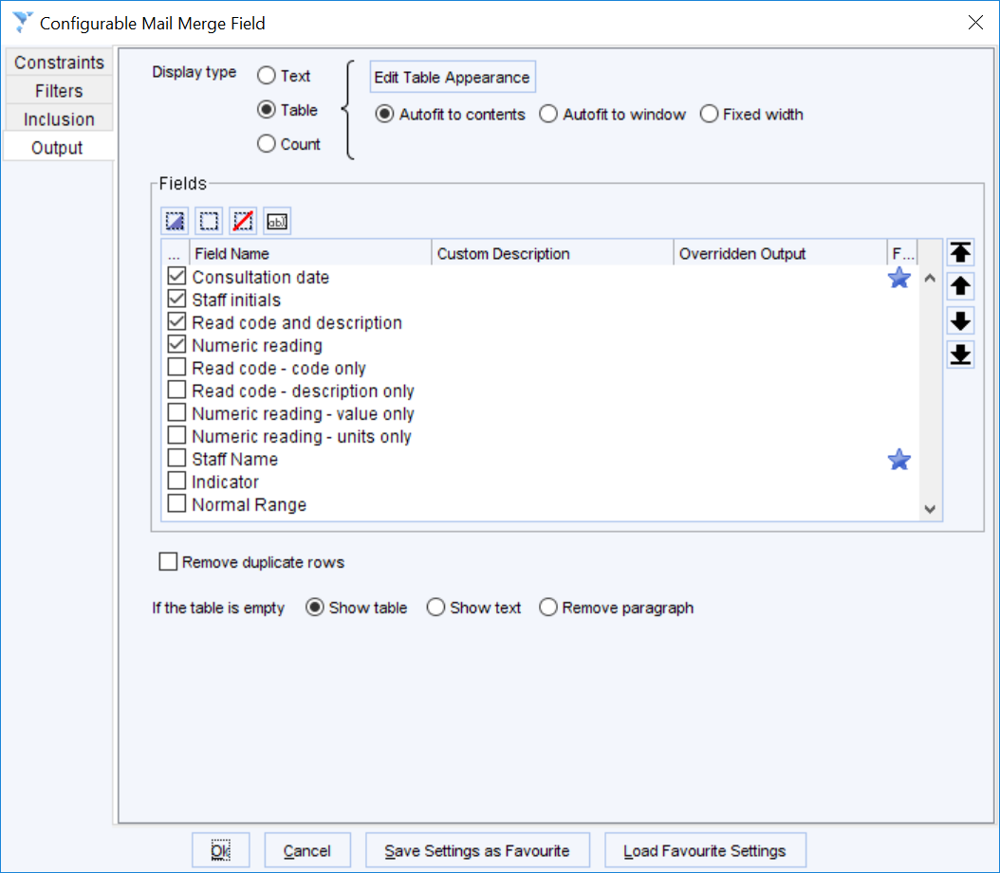 Configurable Mail Merge Field
Constraints
Filters
Inclusion
Output
Display type
Text
Table
Count
Edit Table Appearance
Autofit to contents Autofit to window Fixed width
Fields
ab
... Field Name Custom Description Overridden Output F...
Consultation date
Staff initials
Read code and description
Numeric reading
Read code - code only
Read code - description only
Numeric reading - value only
Numeric reading - units only
Staff Name
Indicator
Normal Range
Remove duplicate rows
If the table is empty Show table Show text Remove paragraph
Ok Cancel Save Settings as Favourite Load Favourite Settings